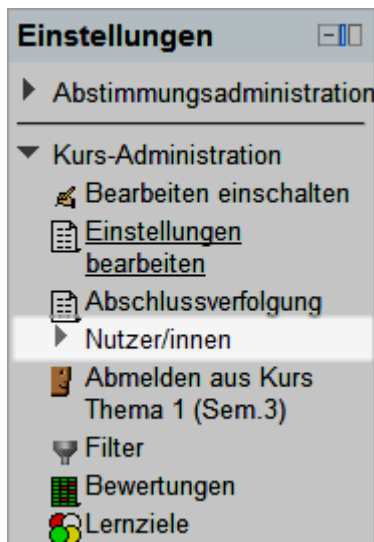 Einstellungen
Abstimmungsadministration
Kurs-Administration
Bearbeiten einschalten
Einstellungen
bearbeiten
Abschlussverfolgung
Nutzer/innen
Abmelden aus Kurs
Thema 1 (Sem.3)
Filter
Bewertungen
Lernziele